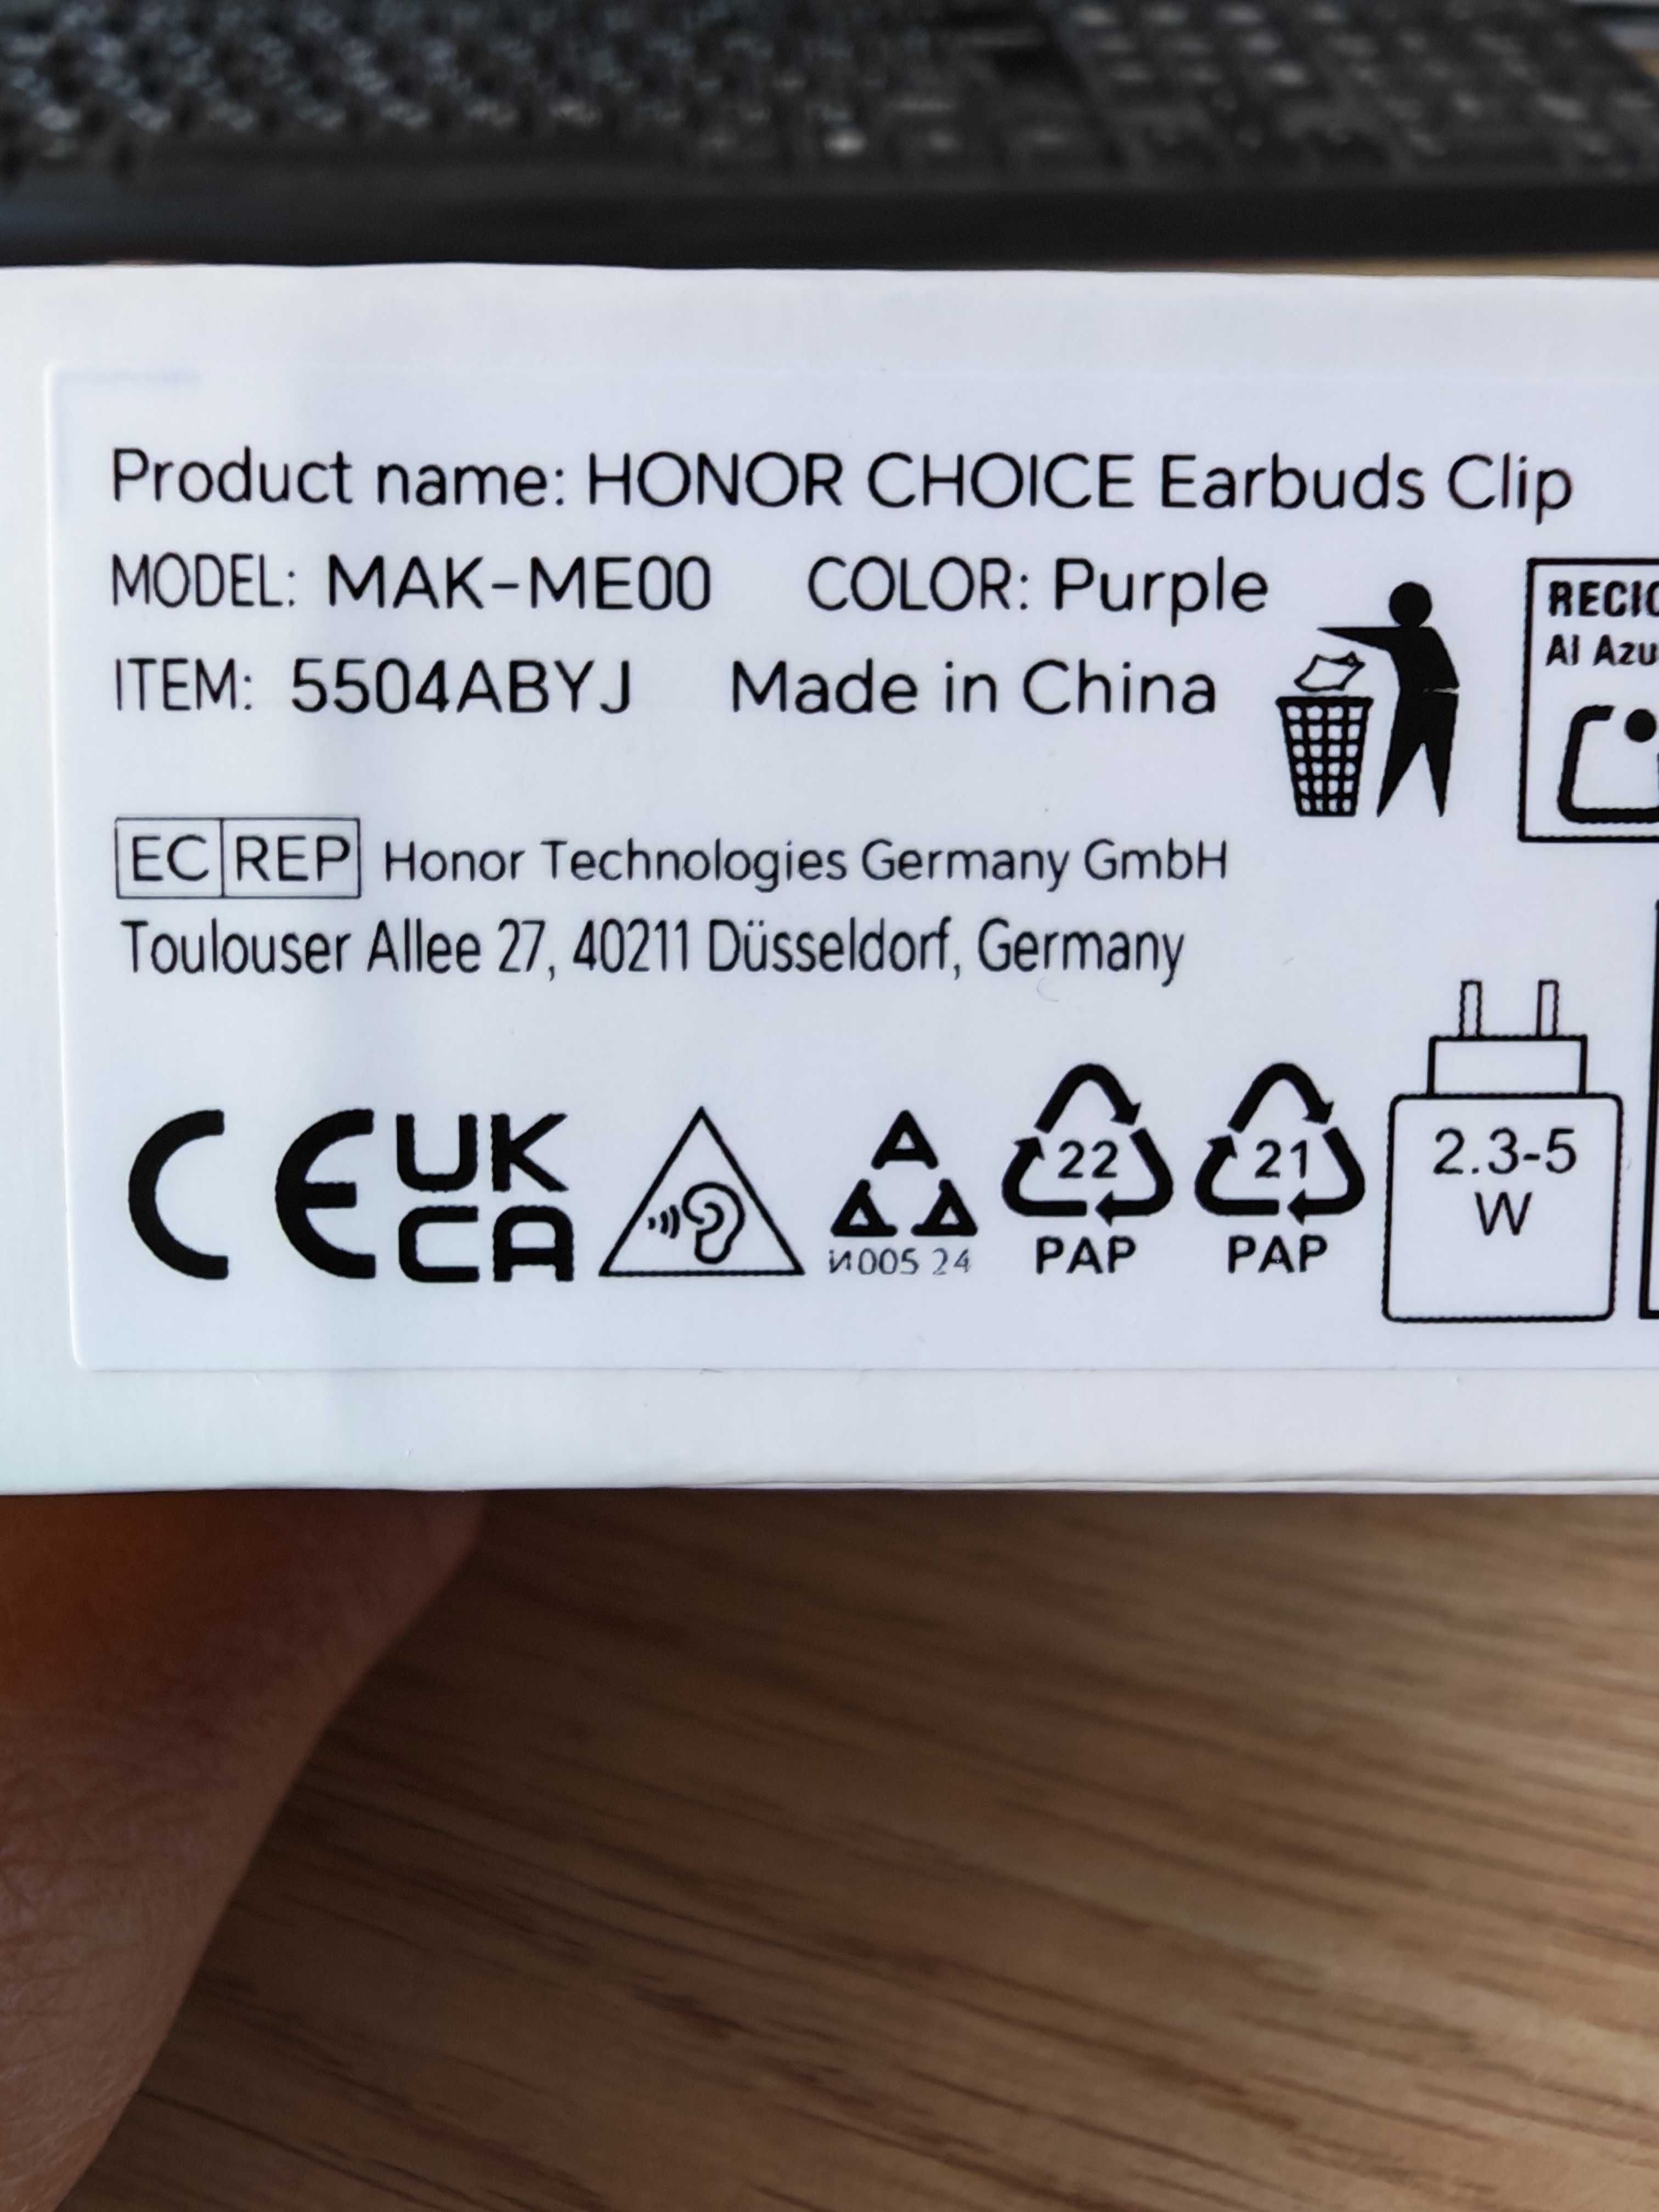 Product name: HONOR CHOICE Earbuds Clip
MODEL: MAK-ME00 COLOR: Purple
ITEM: 5504ABYJ Made in China
RECIC
Al Azu
EC REP Honor Technologies Germany GmbH
Toulouser Allee 27, 40211 Düsseldorf, Germany
CE
UK
CA
И005 24
22
PAP
21
PAP
2.3-5
W